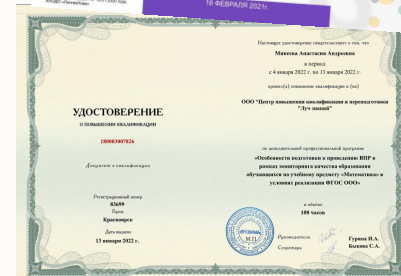 16 ФЕВРАЛЯ 2021г.
УДОСТОВЕРЕНИЕ
О ПОВЫШЕНИИ КВАЛИФИКАЦИИ
180003007826
Документ о квалификации
Регистрационный номер
83699
Город
Красноярск
Дата выдачи
13 января 2022 г.
Настоящее удостоверение свидетельствует о том, что
Минеева Анастасия Андреевна
в период
с 4 января 2022 г. по 13 января 2022 г.
прошел(а) повышение квалификации в (на)
ООО "Центр повышения квалификации и переподготовки
"Луч знаний"
по дополнительной профессиональной программе
«Особенности подготовки к проведению ВПР в
рамках мониторинга качества образования
обучающихся по учебному предмету «Математика» в
условиях реализации ФГОС ООО»
в объёме
108 часов
М.П.
Руководитель
Гурина И.А.
Секретарь
Быкова С.А.